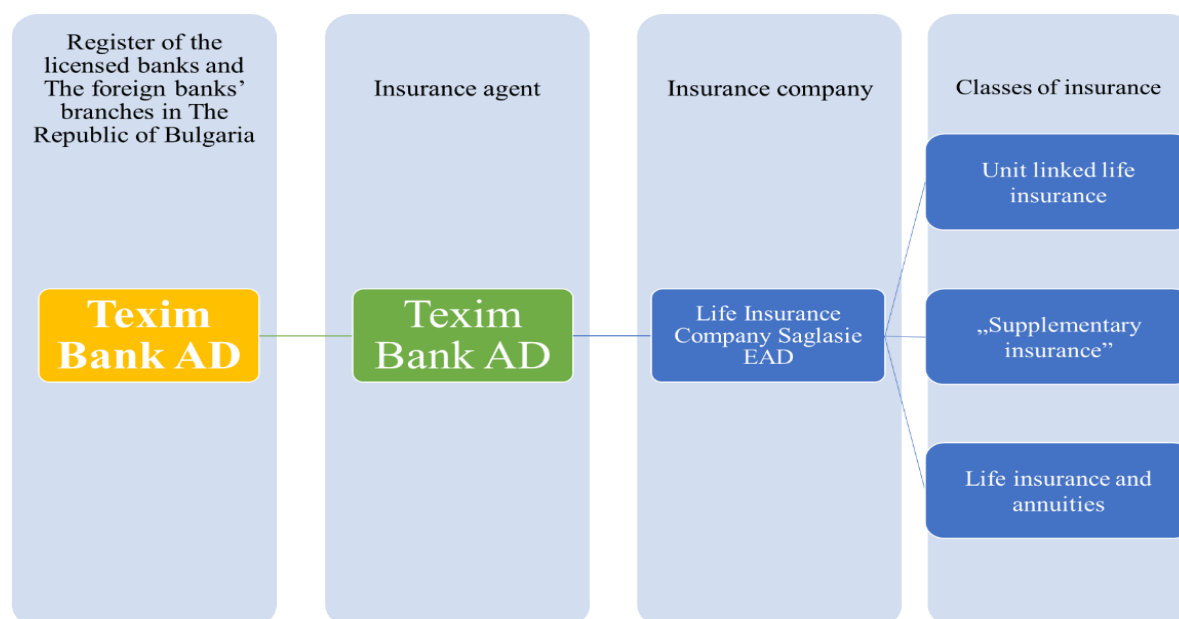 Register of the
licensed banks and
The foreign banks’
branches in The
Republic of Bulgaria
Insurance agent
Insurance company
Classes of insurance
Texim
Bank AD
Texim
Bank AD
Life Insurance
Company Saglasie
EAD
Unit linked life
insurance
„Supplementary
insurance”
Life insurance and
annuities